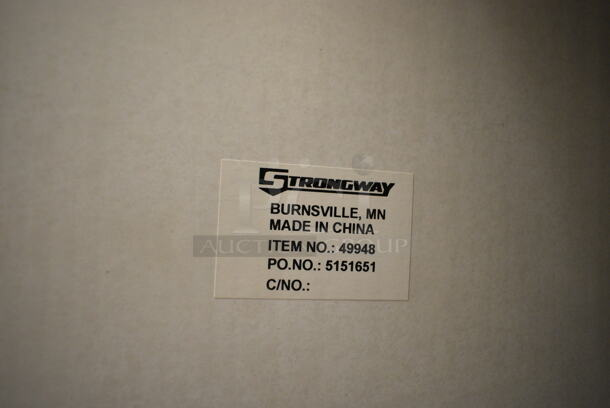 STRONGWAY
BURNSVILLE, MN
MADE IN CHINA
ITEM NO.: 49948
PO.NO.: 5151651
C/NO.: